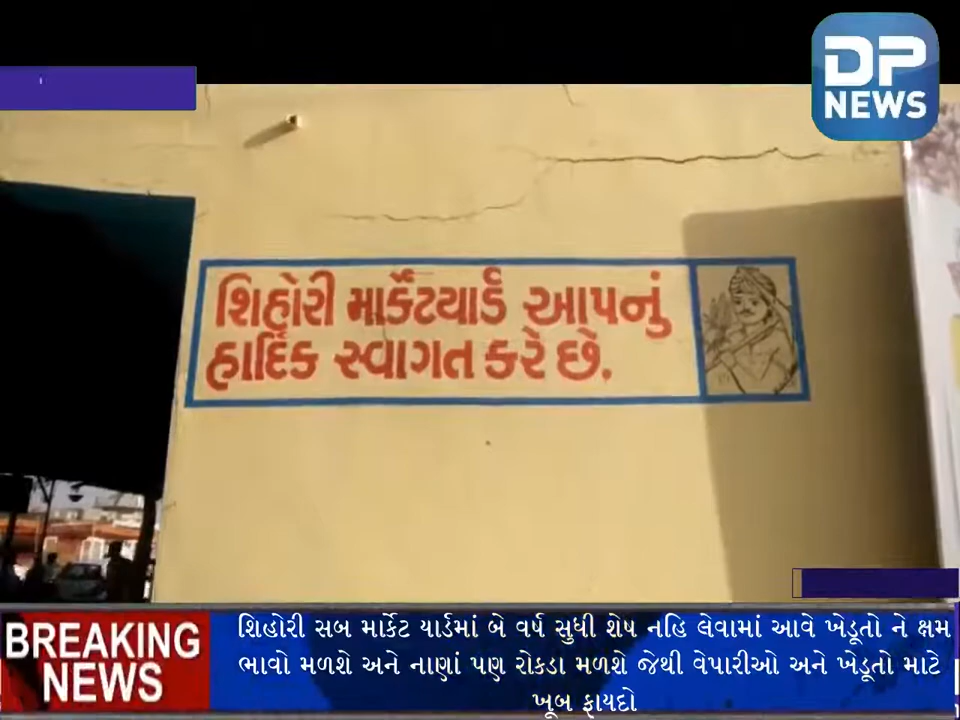 DP
NEWS
શિહોરી માર્કેટયાર્ડ આપનું
હાર્દિક સ્વાગત કરે છે.
BREAKING
NEWS
શિહોરી સબ માર્કેટ યાર્ડમાં બે વર્ષ સુધી શેષ નહિ લેવામાં આવે ખેડૂતો ને ક્ષમ
ભાવો મળશે અને નાણાં પણ રોકડા મળશે જેથી વેપારીઓ અને ખેડૂતો માટે
ખૂબ ફાયદો